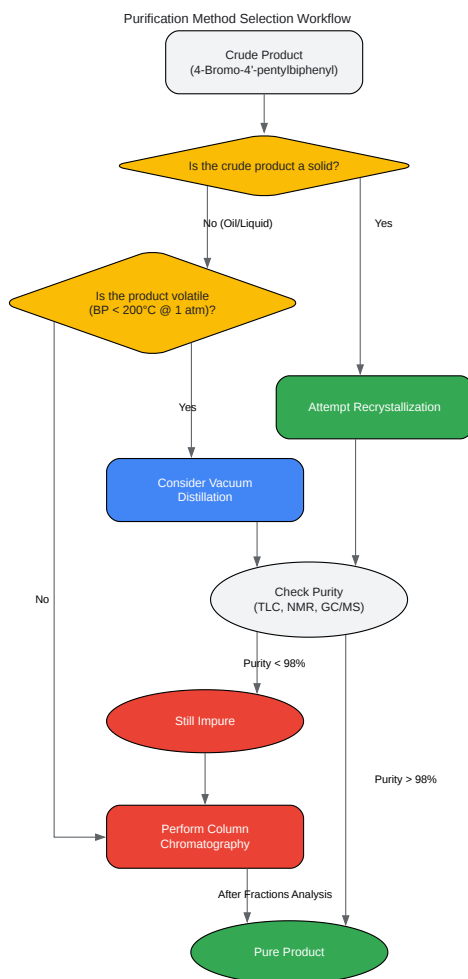 Purification Method Selection Workflow
Crude Product
(4-Bromo-4'-pentylbiphenyl)
Is the crude product a solid?
No (Oil/Liquid)
Yes
Is the product volatile
(BP < 200°C @ 1 atm)?
Yes
Attempt Recrystallization
Consider Vacuum
Distillation
No
Check Purity
(TLC, NMR, GC/MS)
Purity < 98%
Still Impure
Purity > 98%
Perform Column
Chromatography
After Fractions Analysis
Pure Product